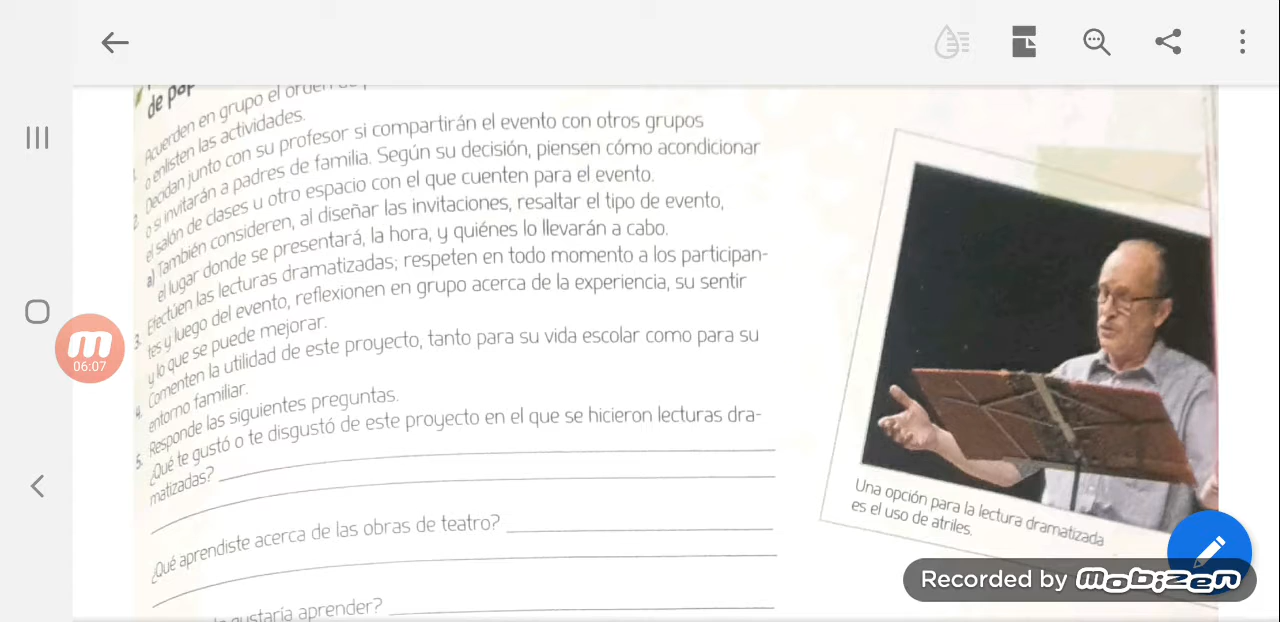 de pap
1. Acuerden en grupo el orden de
o enlisten las actividades.
2. Decidan junto con su profesor si compartirán el evento con otros grupos
o si invitarán a padres de familia. Según su decisión, piensen cómo acondicionar
el salón de clases u otro espacio con el que cuenten para el evento.
a) También consideren, al diseñar las invitaciones, resaltar el tipo de evento,
el lugar donde se presentará, la hora, y quiénes lo llevarán a cabo.
3. Efectúen las lecturas dramatizadas; respeten en todo momento a los participan-
tes y luego del evento, reflexionen en grupo acerca de la experiencia, su sentir
y lo que se puede mejorar.
4. Comenten la utilidad de este proyecto, tanto para su vida escolar como para su
entorno familiar.
5. Responde las siguientes preguntas.
¿Qué te gustó o te disgustó de este proyecto en el que se hicieron lecturas dra-
matizadas?
¿Qué aprendiste acerca de las obras de teatro?
gustaría aprender?
Una opción para la lectura dramatizada
es el uso de atriles.
m
06:07
Recorded by mobizen